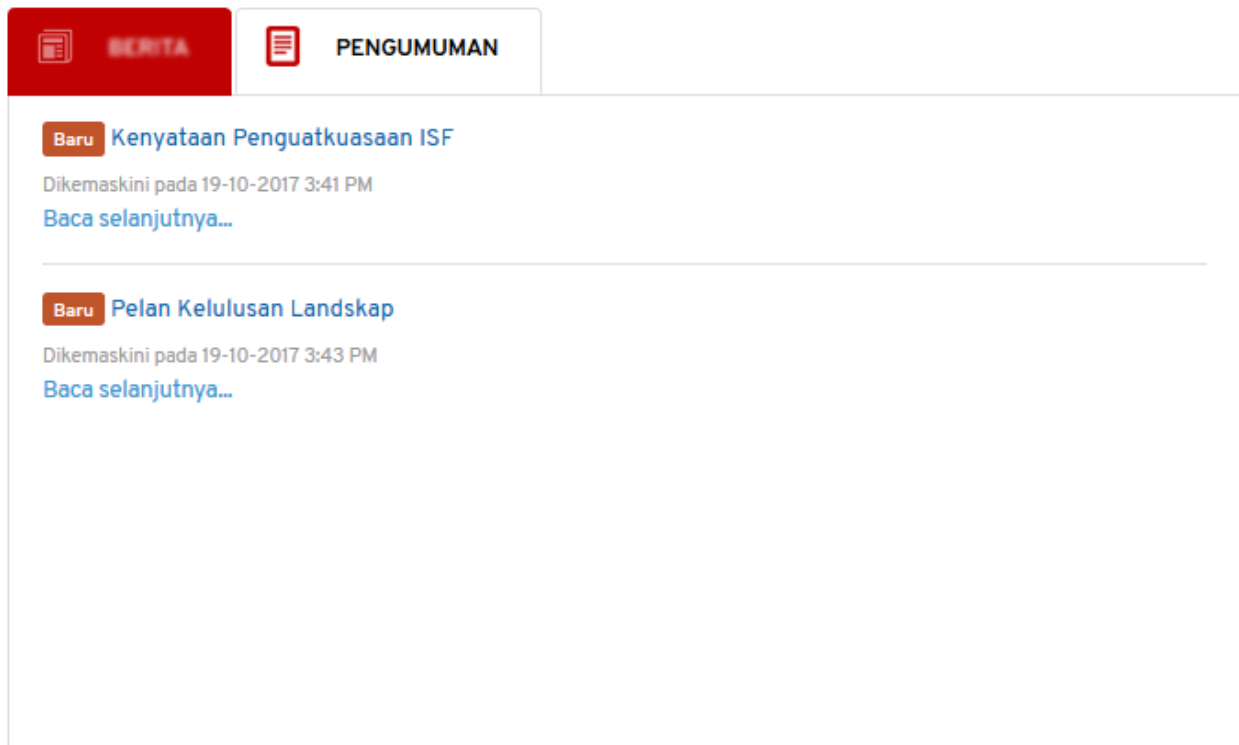 BERITA
PENGUMUMAN
Baru Kenyataan Penguatkuasaan ISF
Dikemaskini pada 19-10-2017 3:41 PM
Baca selanjutnya...
Baru Pelan Kelulusan Landskap
Dikemaskini pada 19-10-2017 3:43 PM
Baca selanjutnya...